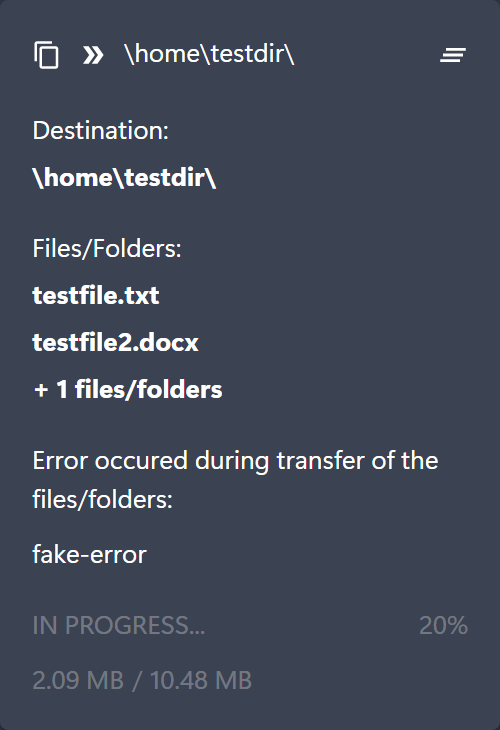 \home\testdir\
Destination:
\home\testdir\
Files/Folders:
testfile.txt
testfile2.docx
+ 1 files/folders
Error occured during transfer of the
files/folders:
fake-error
IN PROGRESS... 20%
2.09 MB / 10.48 MB